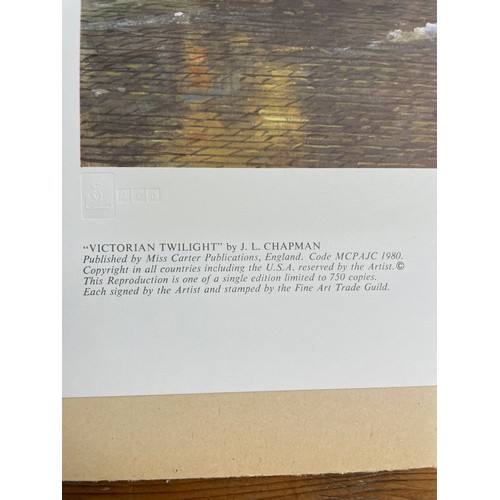 "VICTORIAN TWILIGHT" by J. L. CHAPMAN
Published by Miss Carter Publications, England. Code MCPAJC 1980.
Copyright in all countries including the U.S.A. reserved by the Artist.©
This Reproduction is one of a single edition limited to 750 copies.
Each signed by the Artist and stamped by the Fine Art Trade Guild.